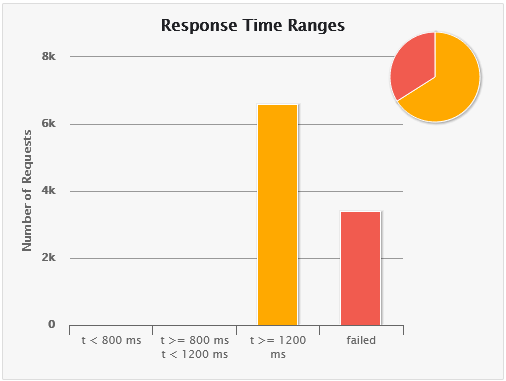 Response Time Ranges
8k
6k
4k
2k
0
Number of Requests
t < 800 ms
t >= 800 ms
t < 1200 ms
t >= 1200
ms
failed